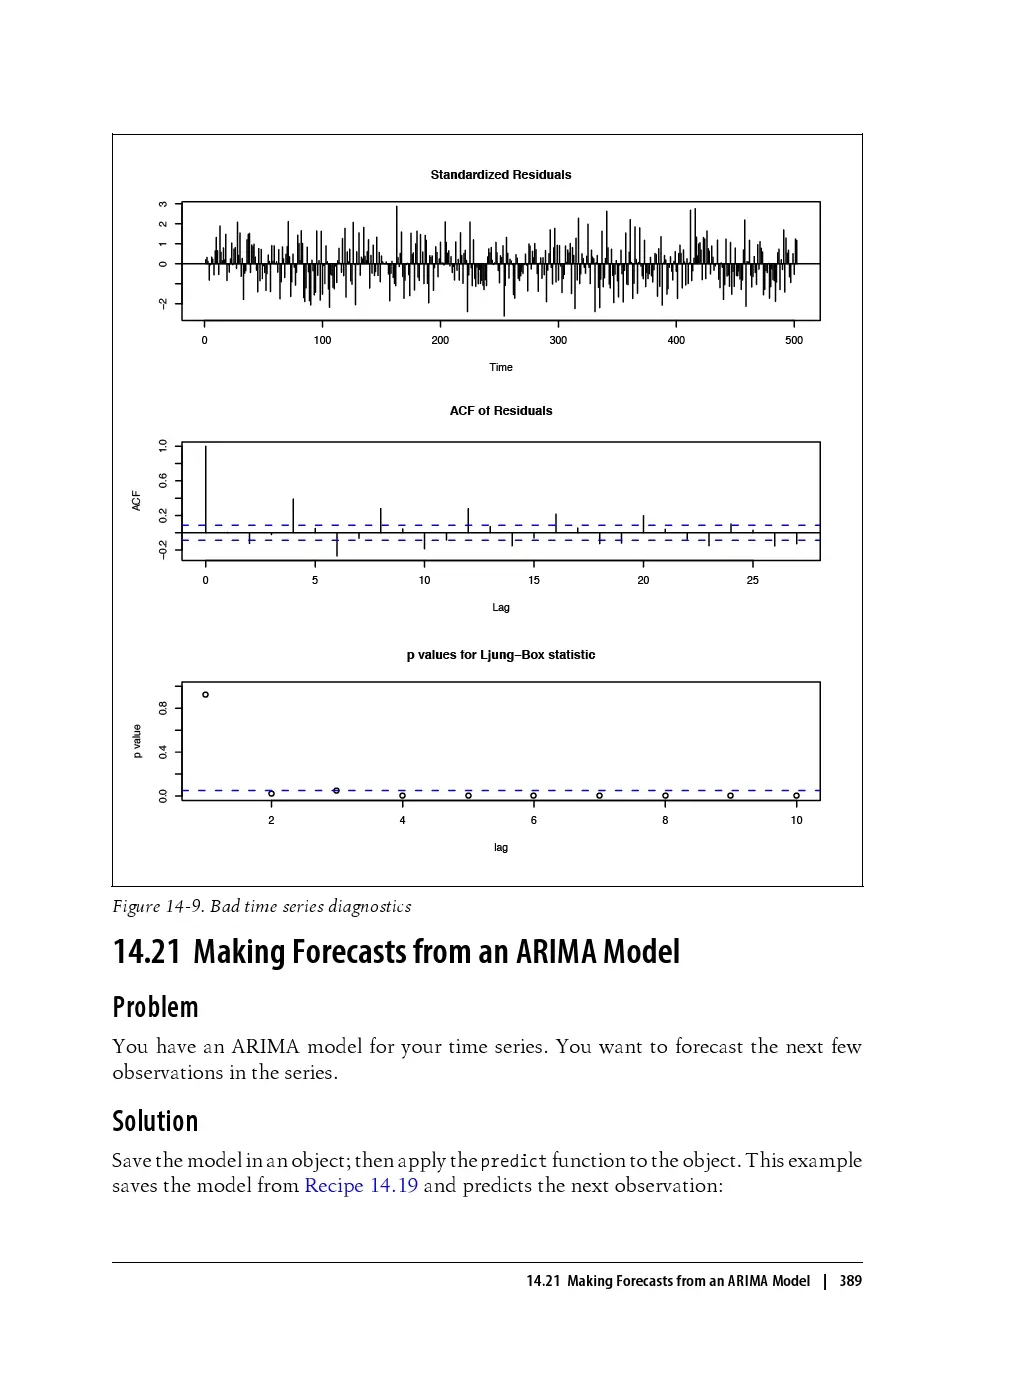 Standardized Residuals
3
2
1
0
−2
0 100 200 300 400 500
Time
ACF of Residuals
ACF
1.0
0.6
0.2
−0.2
0 5 10 15 20 25
Lag
p values for Ljung−Box statistic
p value
0.8
0.4
0.0
2 4 6 8 10
lag
Figure 14-9. Bad time series diagnostics
14.21 Making Forecasts from an ARIMA Model
Problem
You have an ARIMA model for your time series. You want to forecast the next few
observations in the series.
Solution
Save the model in an object; then apply the predict function to the object. This example
saves the model from Recipe 14.19 and predicts the next observation:
14.21 Making Forecasts from an ARIMA Model | 389